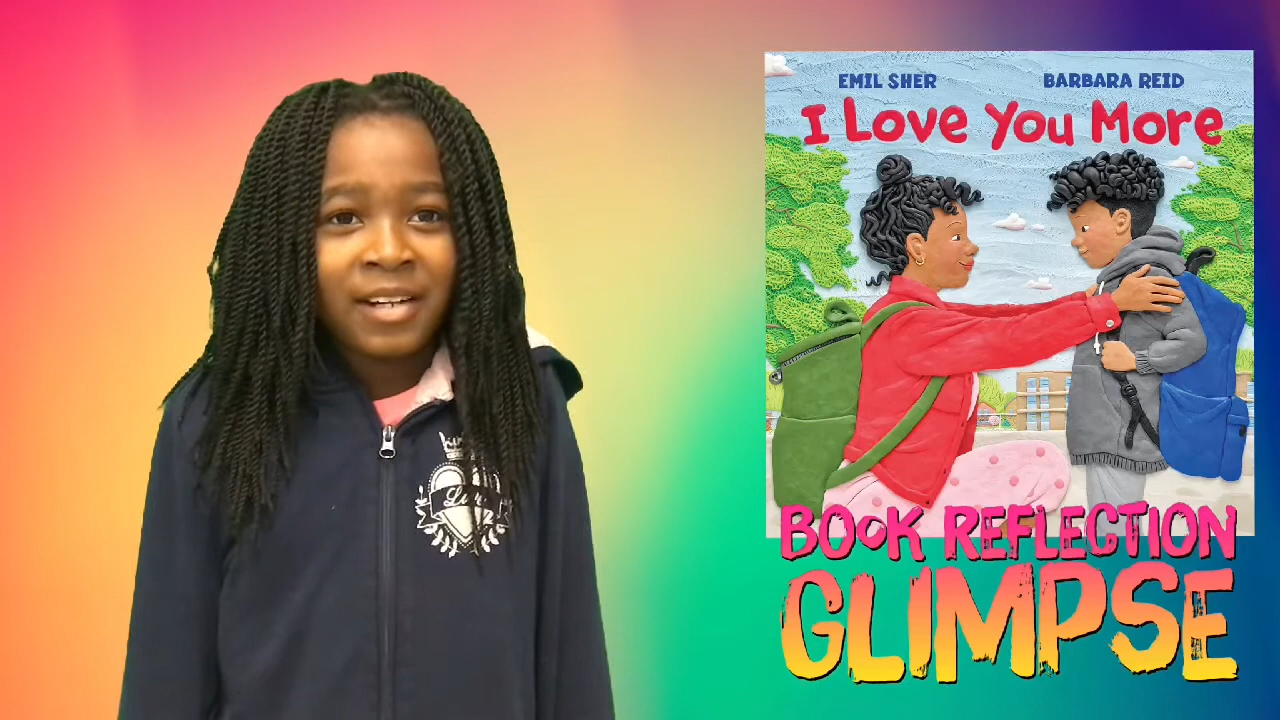 EMIL SHER BARBARA REID
I Love You More
BOOK REFLECTION
GLIMPSE